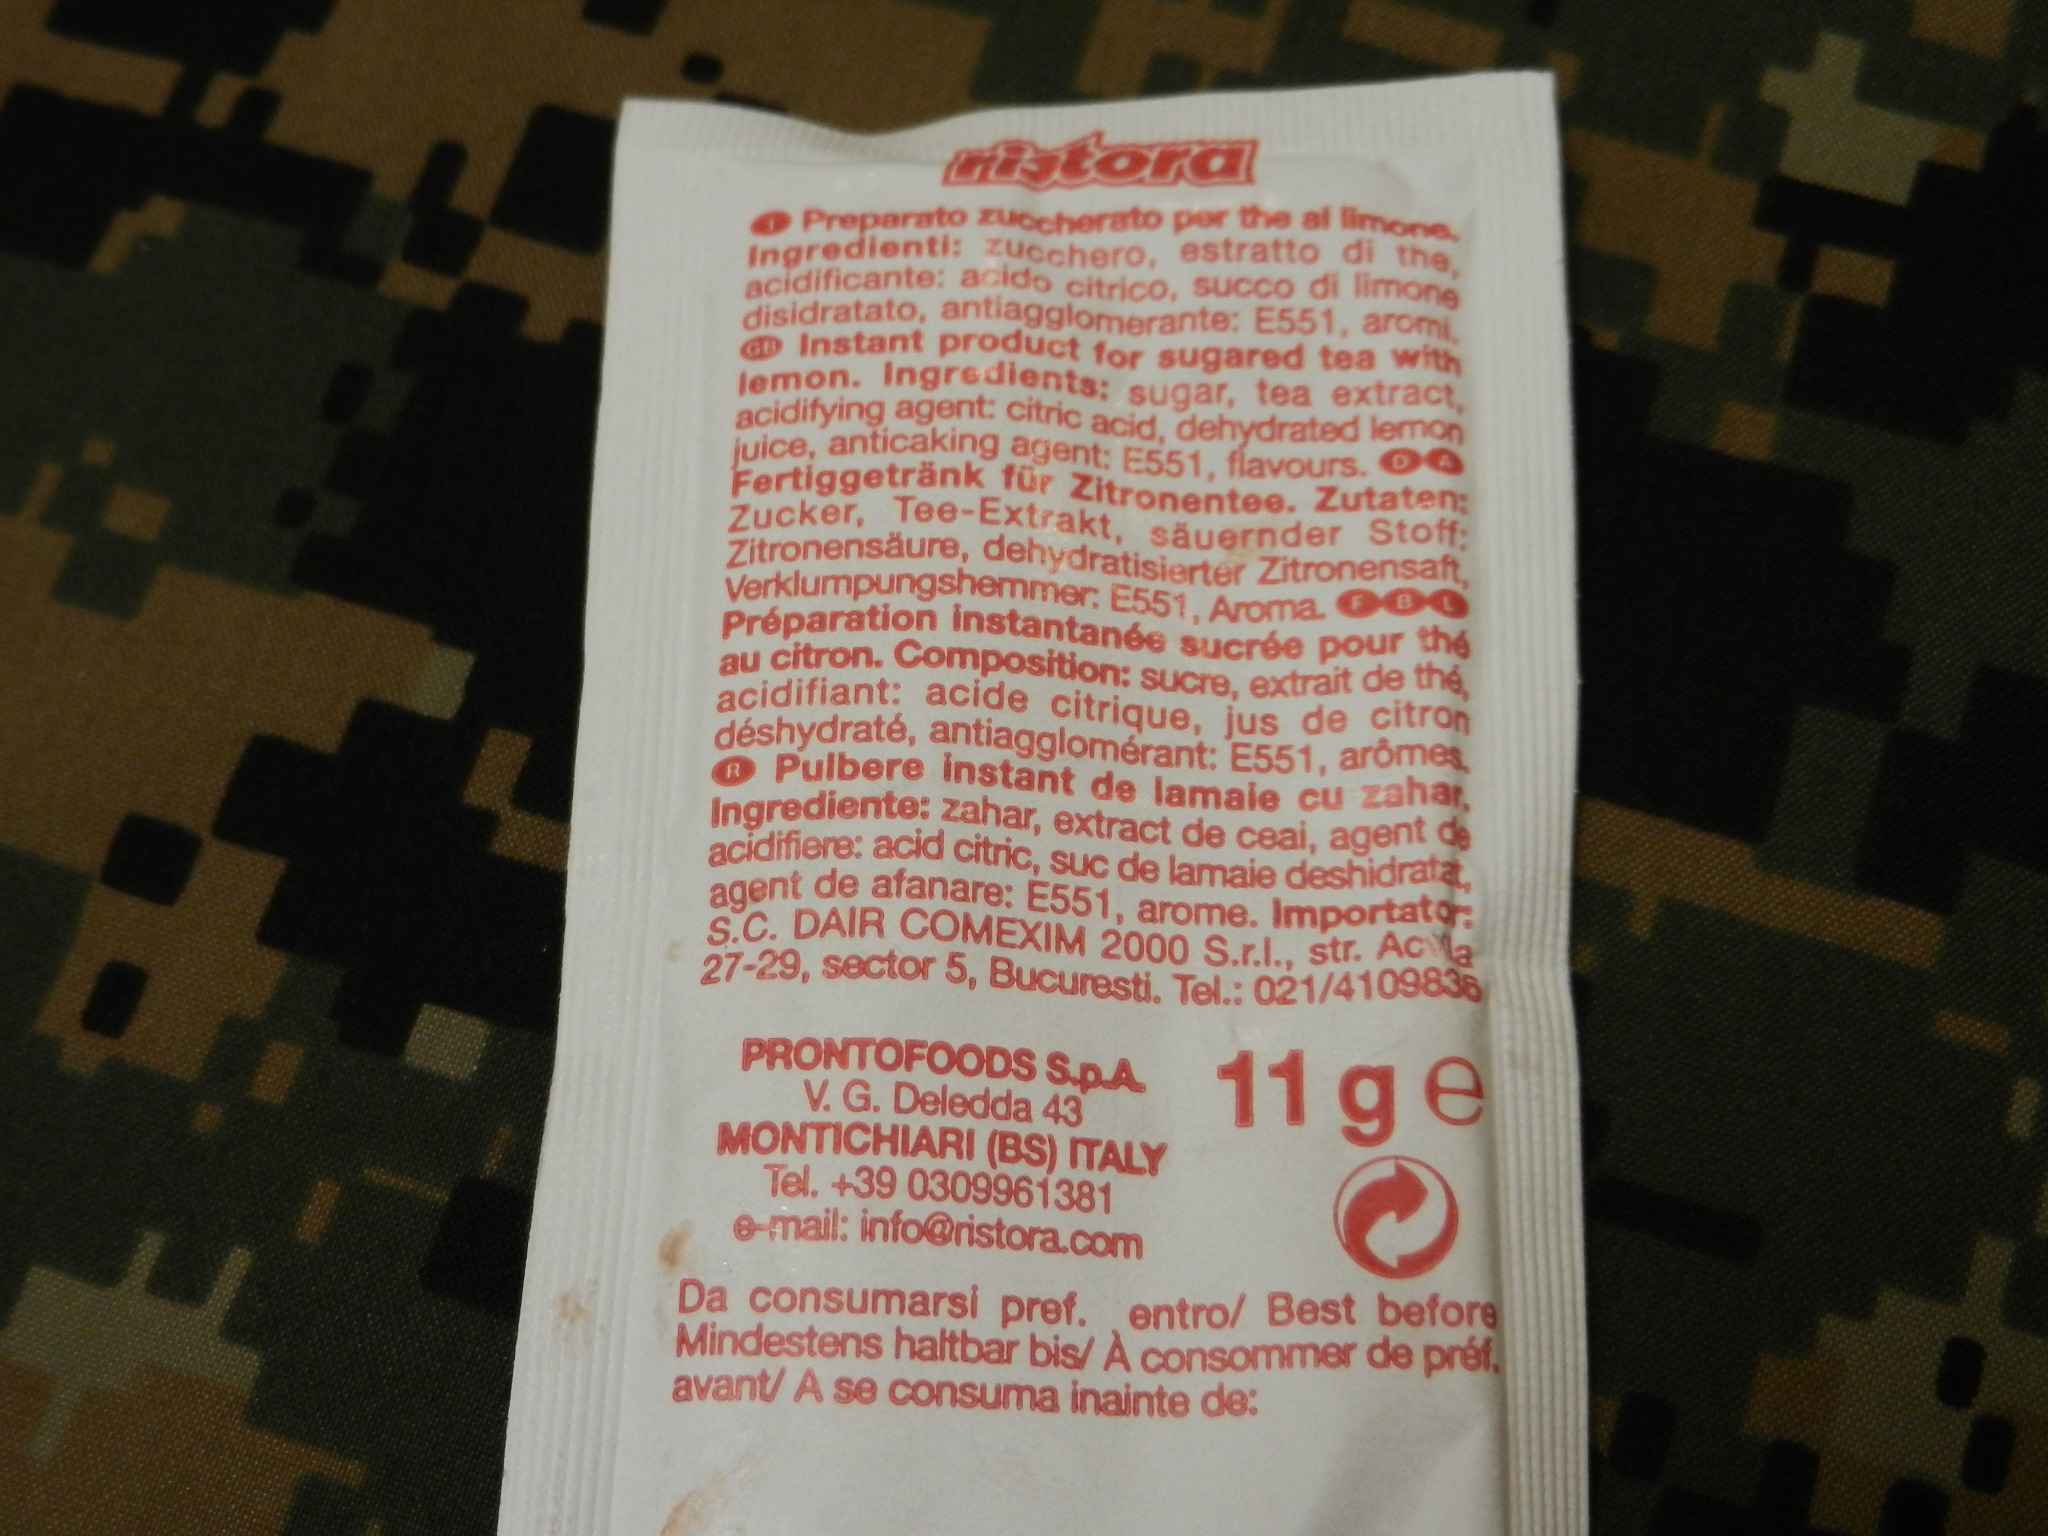 ristora
I Preparato zuccherato per the al limone.
Ingredienti: zucchero, estratto di the,
acidificante: acido citrico, succo di limone
disidratato, antiagglomerante: E551, aromi.
GB Instant product for sugared tea with
lemon. Ingredients: sugar, tea extract,
acidifying agent: citric acid, dehydrated lemon
juice, anticaking agent: E551, flavours. D A
Fertiggetränk für Zitronentee. Zutaten:
Zucker, Tee-Extrakt, säuernder Stoff:
Zitronensäure, dehydratisierter Zitronensaft,
Verklumpungshemmer: E551, Aroma. F B L
Préparation instantanée sucrée pour thé
au citron. Composition: sucre, extrait de thé,
acidifiant: acide citrique, jus de citron
déshydraté, antiagglomérant: E551, arômes.
R Pulbere instant de lamaie cu zahar.
Ingrediente: zahar, extract de ceai, agent de
acidifiere: acid citric, suc de lamaie deshidratat,
agent de afanare: E551, arome. Importator:
S.C. DAIR COMEXIM 2000 S.r.l., str.
27-29, sector 5, Bucuresti. Tel.: 021/4109836
PRONTOFOODS S.p.A.
V. G. Deledda 43
MONTICHIARI (BS) ITALY
Tel. +39 0309961381
e-mail: info@ristora.com
11 g e
Da consumarsi pref. entro/ Best before
Mindestens haltbar bis/ À consommer de préf.
avant/ A se consuma inainte de: